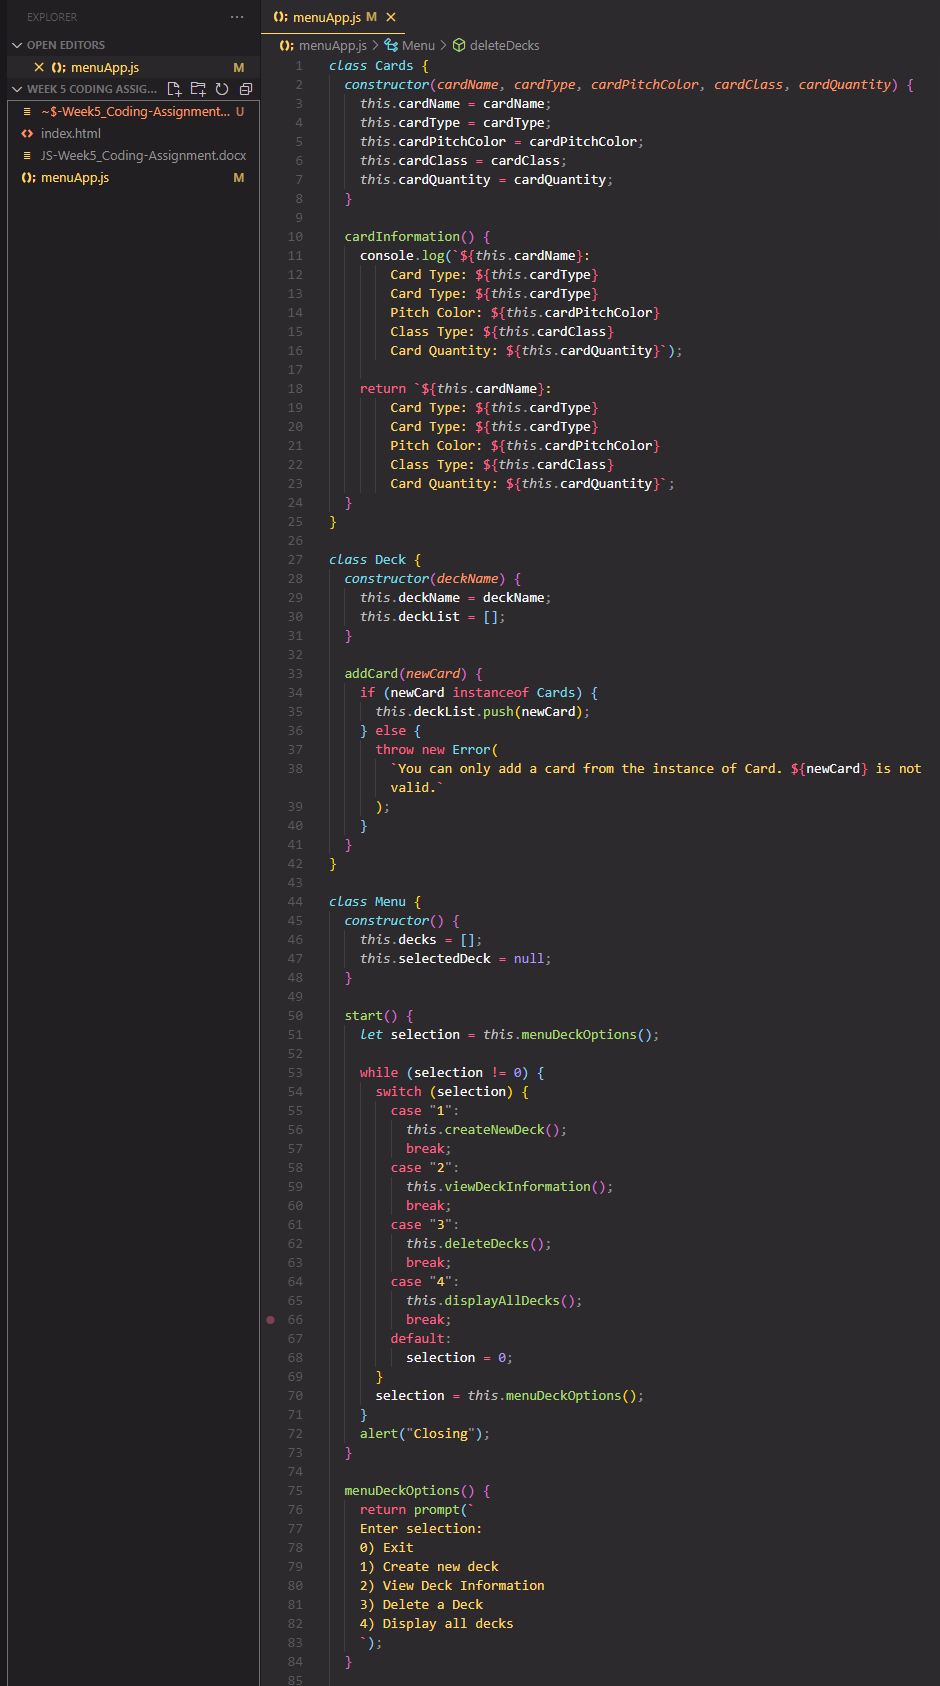 EXPLORER ...
OPEN EDITORS
menuApp.js M
WEEK 5 CODING ASSIG...
~$-Week5_Coding-Assignment... U
index.html
JS-Week5_Coding-Assignment.docx
menuApp.js M
menuApp.js M
menuApp.js > Menu > deleteDecks
1 class Cards {
2 constructor(cardName, cardType, cardPitchColor, cardClass, cardQuantity) {
3 this.cardName = cardName;
4 this.cardType = cardType;
5 this.cardPitchColor = cardPitchColor;
6 this.cardClass = cardClass;
7 this.cardQuantity = cardQuantity;
8 }
9
10 cardInformation() {
11 console.log(`${this.cardName}:
12 Card Type: ${this.cardType}
13 Card Type: ${this.cardType}
14 Pitch Color: ${this.cardPitchColor}
15 Class Type: ${this.cardClass}
16 Card Quantity: ${this.cardQuantity}`);
17
18 return `${this.cardName}:
19 Card Type: ${this.cardType}
20 Card Type: ${this.cardType}
21 Pitch Color: ${this.cardPitchColor}
22 Class Type: ${this.cardClass}
23 Card Quantity: ${this.cardQuantity}`;
24 }
25 }
26
27 class Deck {
28 constructor(deckName) {
29 this.deckName = deckName;
30 this.deckList = [];
31 }
32
33 addCard(newCard) {
34 if (newCard instanceof Cards) {
35 this.deckList.push(newCard);
36 } else {
37 throw new Error(
38 `You can only add a card from the instance of Card. ${newCard} is not
valid.`
39 );
40 }
41 }
42 }
43
44 class Menu {
45 constructor() {
46 this.decks = [];
47 this.selectedDeck = null;
48 }
49
50 start() {
51 let selection = this.menuDeckOptions();
52
53 while (selection != 0) {
54 switch (selection) {
55 case "1":
56 this.createNewDeck();
57 break;
58 case "2":
59 this.viewDeckInformation();
60 break;
61 case "3":
62 this.deleteDecks();
63 break;
64 case "4":
65 this.displayAllDecks();
66 break;
67 default:
68 selection = 0;
69 }
70 selection = this.menuDeckOptions();
71 }
72 alert("Closing");
73 }
74
75 menuDeckOptions() {
76 return prompt(`
77 Enter selection:
78 0) Exit
79 1) Create new deck
80 2) View Deck Information
81 3) Delete a Deck
82 4) Display all decks
83 `);
84 }
85